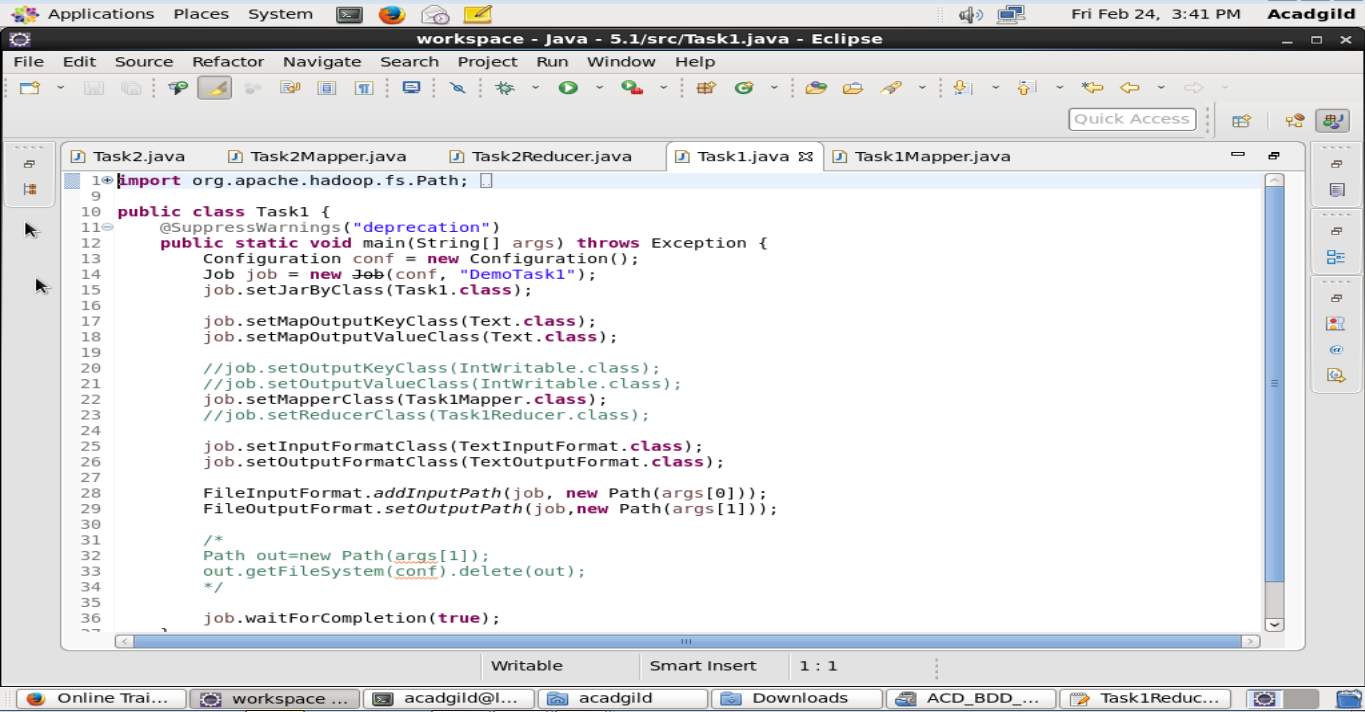 Applications Places System Fri Feb 24, 3:41 PM Acadgild
workspace - Java - 5.1/src/Task1.java - Eclipse
File Edit Source Refactor Navigate Search Project Run Window Help
Quick Access
Task2.java Task2Mapper.java Task2Reducer.java Task1.java Task1Mapper.java
1 import org.apache.hadoop.fs.Path;
9
10 public class Task1 {
11 @SuppressWarnings("deprecation")
12 public static void main(String[] args) throws Exception {
13 Configuration conf = new Configuration();
14 Job job = new Job(conf, "DemoTask1");
15 job.setJarByClass(Task1.class);
16
17 job.setMapOutputKeyClass(Text.class);
18 job.setMapOutputValueClass(Text.class);
19
20 //job.setOutputKeyClass(IntWritable.class);
21 //job.setOutputValueClass(IntWritable.class);
22 job.setMapperClass(Task1Mapper.class);
23 //job.setReducerClass(Task1Reducer.class);
24
25 job.setInputFormatClass(TextInputFormat.class);
26 job.setOutputFormatClass(TextOutputFormat.class);
27
28 FileInputFormat.addInputPath(job, new Path(args[0]));
29 FileOutputFormat.setOutputPath(job,new Path(args[1]));
30
31 /*
32 Path out=new Path(args[1]);
33 out.getFileSystem(conf).delete(out);
34 */
35
36 job.waitForCompletion(true);
Writable Smart Insert 1 : 1
Online Trai... workspace ... acadgild@l... acadgild Downloads ACD_BDD_... Task1Reduc...